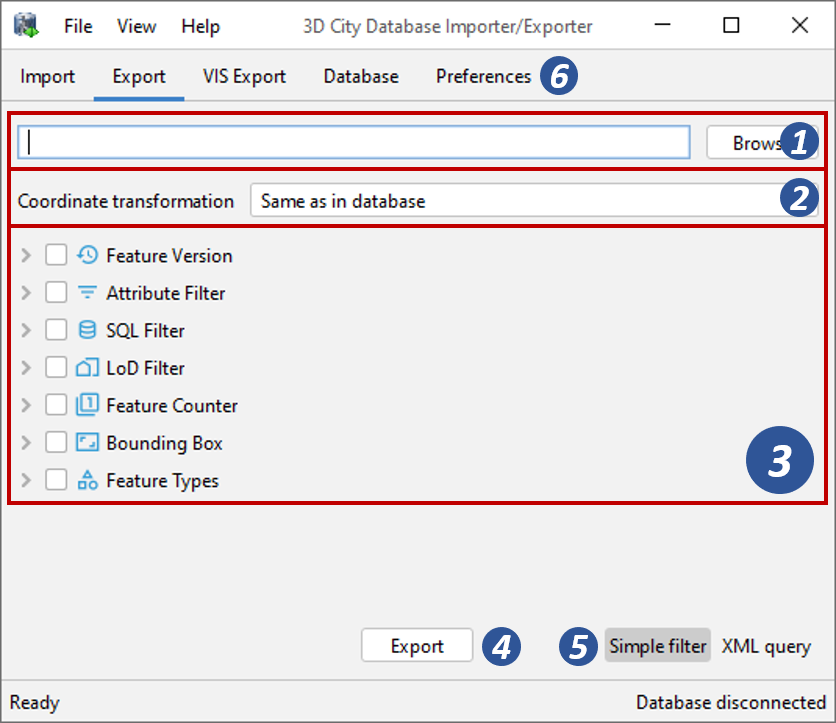 File View Help 3D City Database Importer/Exporter
Import Export VIS Export Database Preferences 6
Brows 1
Coordinate transformation Same as in database 2
Feature Version
Attribute Filter
SQL Filter
LoD Filter
1 Feature Counter
Bounding Box
3
Feature Types
Export 4 5 Simple filter XML query
Ready Database disconnected